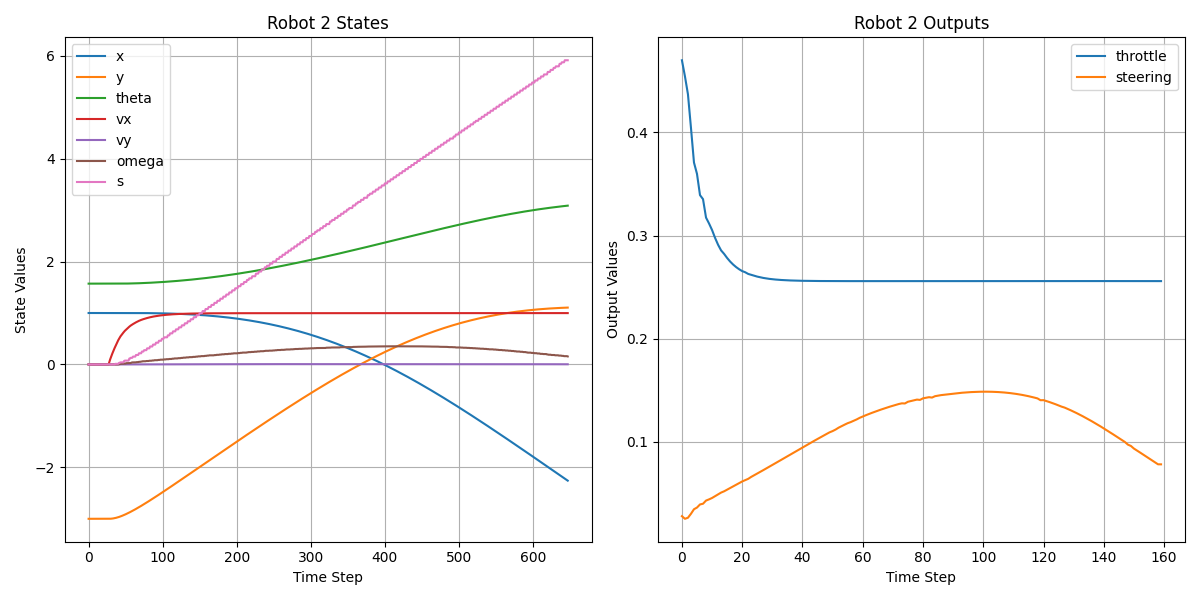 Robot 2 States
6
4
2
0
−2
State Values
x
y
theta
vx
vy
omega
s
0 100 200 300 400 500 600
Time Step
Robot 2 Outputs
0.4
0.3
0.2
0.1
Output Values
throttle
steering
0 20 40 60 80 100 120 140 160
Time Step